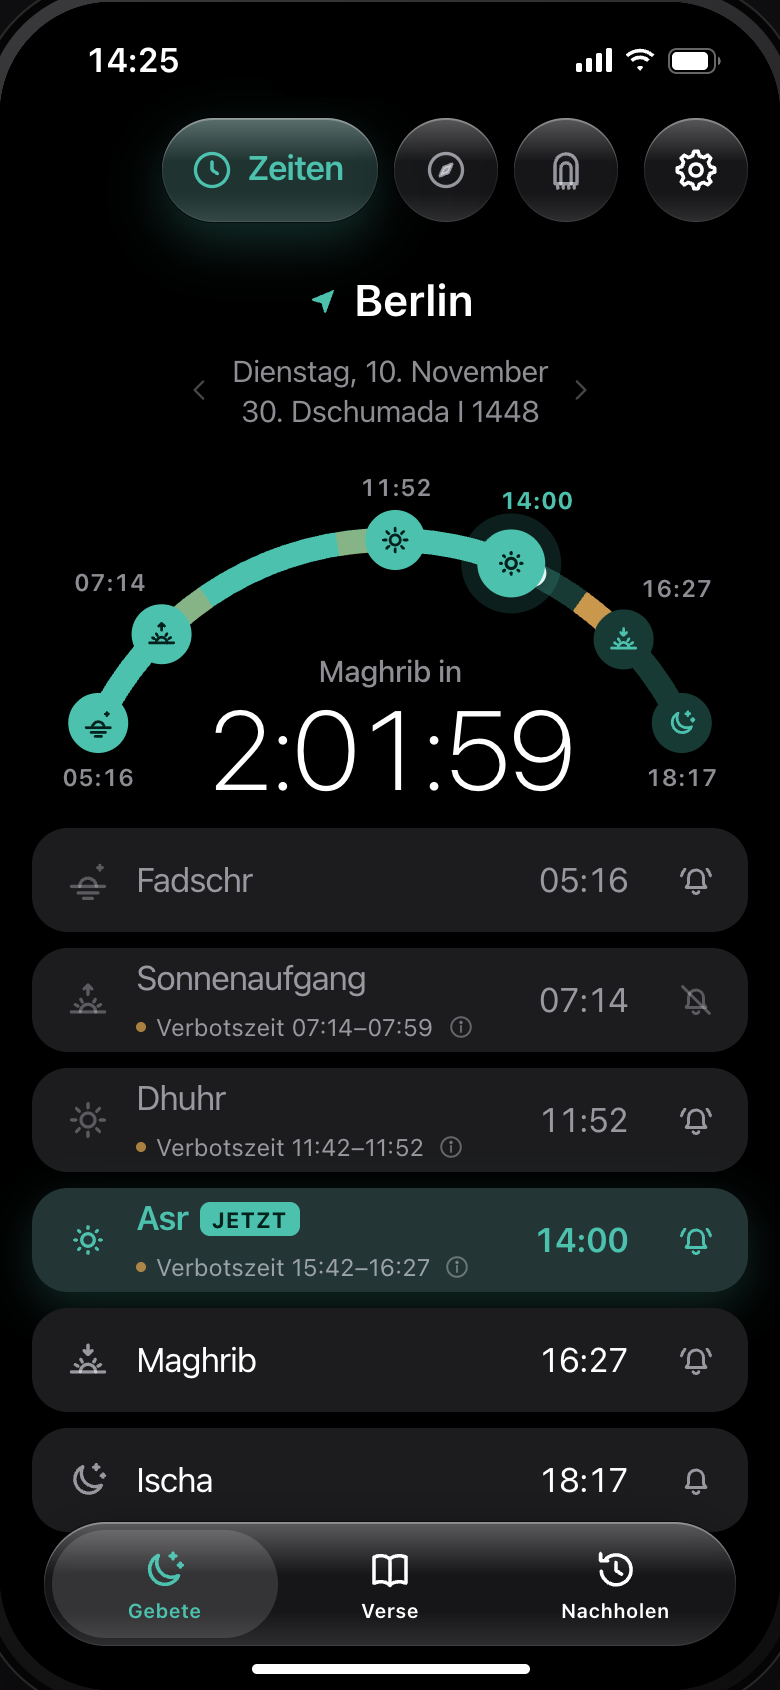 14:25
Zeiten
Berlin
Dienstag, 10. November
30. Dschumada I 1448
11:52
14:00
07:14
16:27
Maghrib in
2:01:59
05:16
18:17
Fadschr 05:16
Sonnenaufgang
07:14
Verbotszeit 07:14–07:59
Dhuhr
11:52
Verbotszeit 11:42–11:52
Asr JETZT
14:00
Verbotszeit 15:42–16:27
Maghrib 16:27
Ischa 18:17
Gebete Verse Nachholen